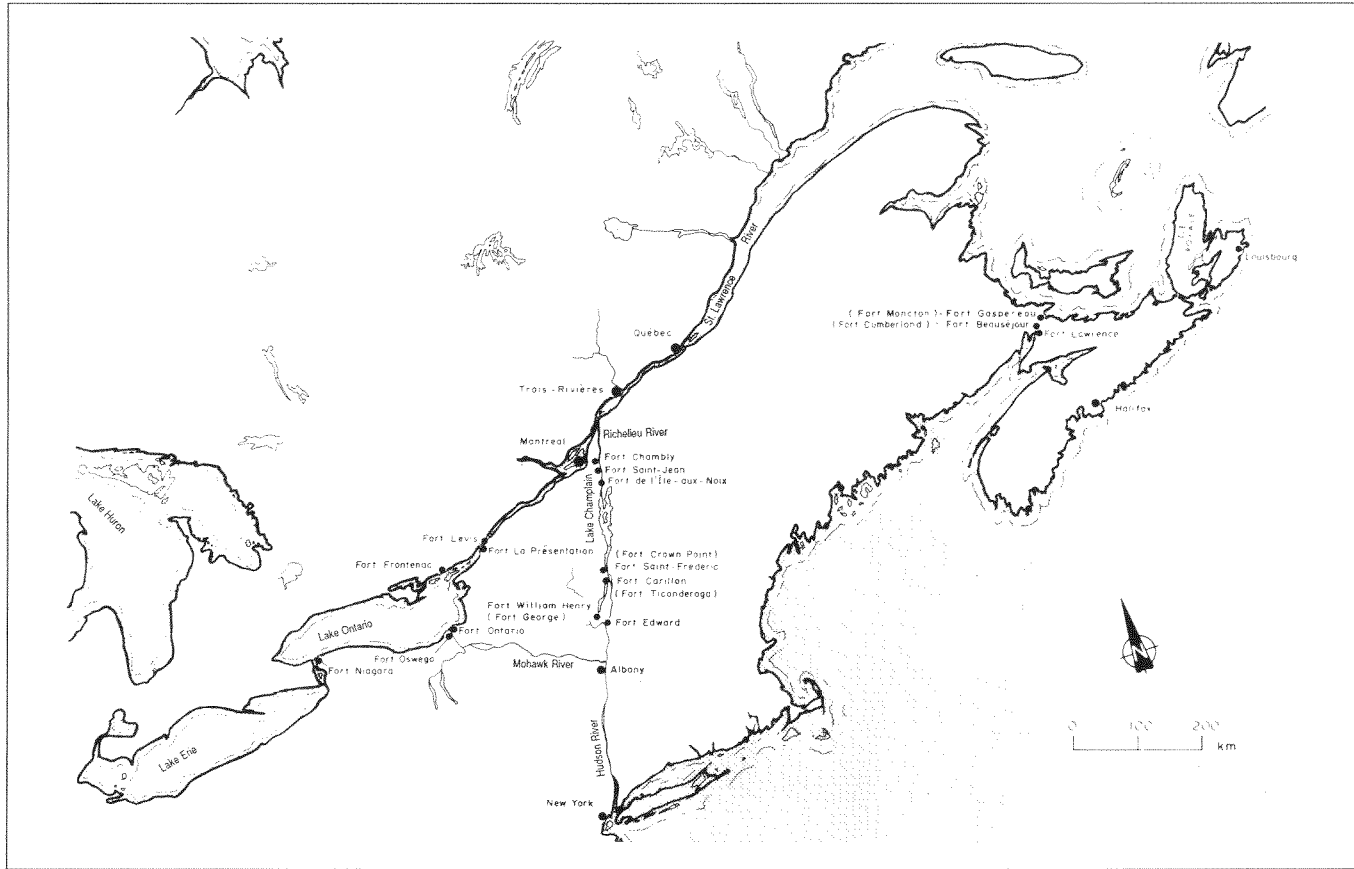 River
St. Lawrence
Louisbourg
(Fort Moncton) - Fort Gaspereau
(Fort Cumberland) - Fort Beauséjour
Fort Lawrence
Québec
Trois-Rivières
Halifax
Richelieu River
Montréal
Fort Chambly
Fort Saint-Jean
Fort de l'Île-aux-Noix
Lake Huron
Lake Champlain
Fort Lévis
Fort La Présentation
(Fort Crown Point)
Fort Frontenac
Fort Saint-Frédéric
Fort Carillon
(Fort Ticonderoga)
Fort William Henry
(Fort George)
Fort Edward
Lake Ontario
Fort Ontario
Fort Oswego
Mohawk River
Albany
Fort Niagara
N
0 100 200
km
Lake Erie
Hudson River
New York